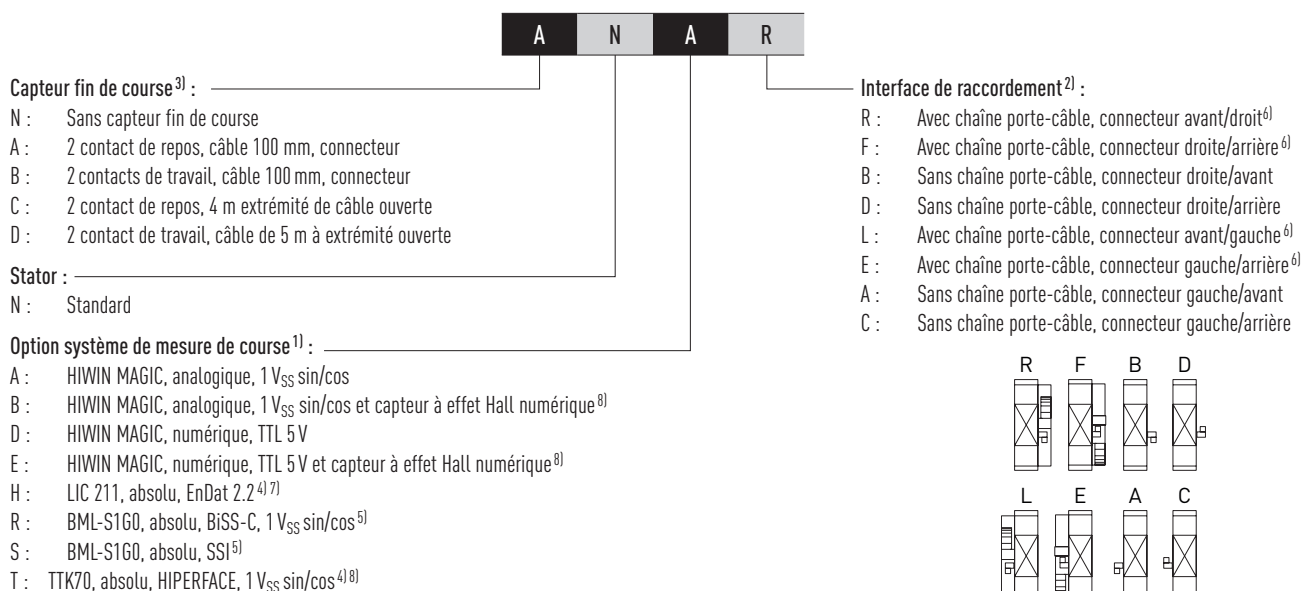 A N A R
Capteur fin de course 3) :
N : Sans capteur fin de course
A : 2 contact de repos, câble 100 mm, connecteur
B : 2 contacts de travail, câble 100 mm, connecteur
C : 2 contact de repos, 4 m extrémité de câble ouverte
D : 2 contact de travail, câble de 5 m à extrémité ouverte
Stator :
N : Standard
Option système de mesure de course 1) :
A : HIWIN MAGIC, analogique, 1 VSS sin/cos
B : HIWIN MAGIC, analogique, 1 VSS sin/cos et capteur à effet Hall numérique 8)
D : HIWIN MAGIC, numérique, TTL 5 V
E : HIWIN MAGIC, numérique, TTL 5 V et capteur à effet Hall numérique 8)
H : LIC 211, absolu, EnDat 2.2 4) 7)
R : BML-S1G0, absolu, BiSS-C, 1 VSS sin/cos 5)
S : BML-S1G0, absolu, SSI 5)
T : TTK70, absolu, HIPERFACE, 1 VSS sin/cos 4) 8)
Interface de raccordement 2) :
R : Avec chaîne porte-câble, connecteur avant/droit 6)
F : Avec chaîne porte-câble, connecteur droite/arrière 6)
B : Sans chaîne porte-câble, connecteur droite/avant
D : Sans chaîne porte-câble, connecteur droite/arrière
L : Avec chaîne porte-câble, connecteur avant/gauche 6)
E : Avec chaîne porte-câble, connecteur gauche/arrière 6)
A : Sans chaîne porte-câble, connecteur gauche/avant
C : Sans chaîne porte-câble, connecteur gauche/arrière
R F B D
L E A C